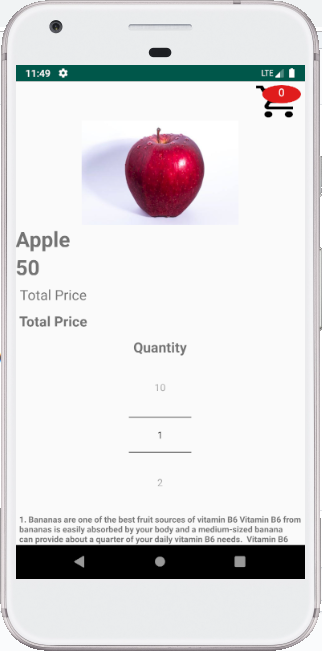 11:49 LTE
0
Apple
50
Total Price
Total Price
Quantity
10
1
2
1. Bananas are one of the best fruit sources of vitamin B6 Vitamin B6 from
bananas is easily absorbed by your body and a medium-sized banana
can provide about a quarter of your daily vitamin B6 needs. Vitamin B6